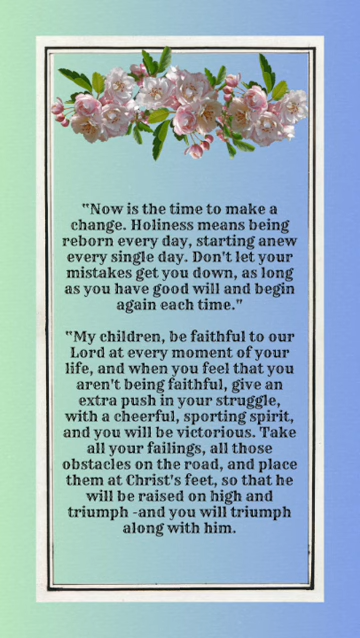 "Now is the time to make a
change. Holiness means being
reborn every day, starting anew
every single day. Don't let your
mistakes get you down, as long
as you have good will and begin
again each time."
"My children, be faithful to our
Lord at every moment of your
life, and when you feel that you
aren't being faithful, give an
extra push in your struggle,
with a cheerful, sporting spirit,
and you will be victorious. Take
all your failings, all those
obstacles on the road, and place
them at Christ's feet, so that he
will be raised on high and
triumph -and you will triumph
along with him.